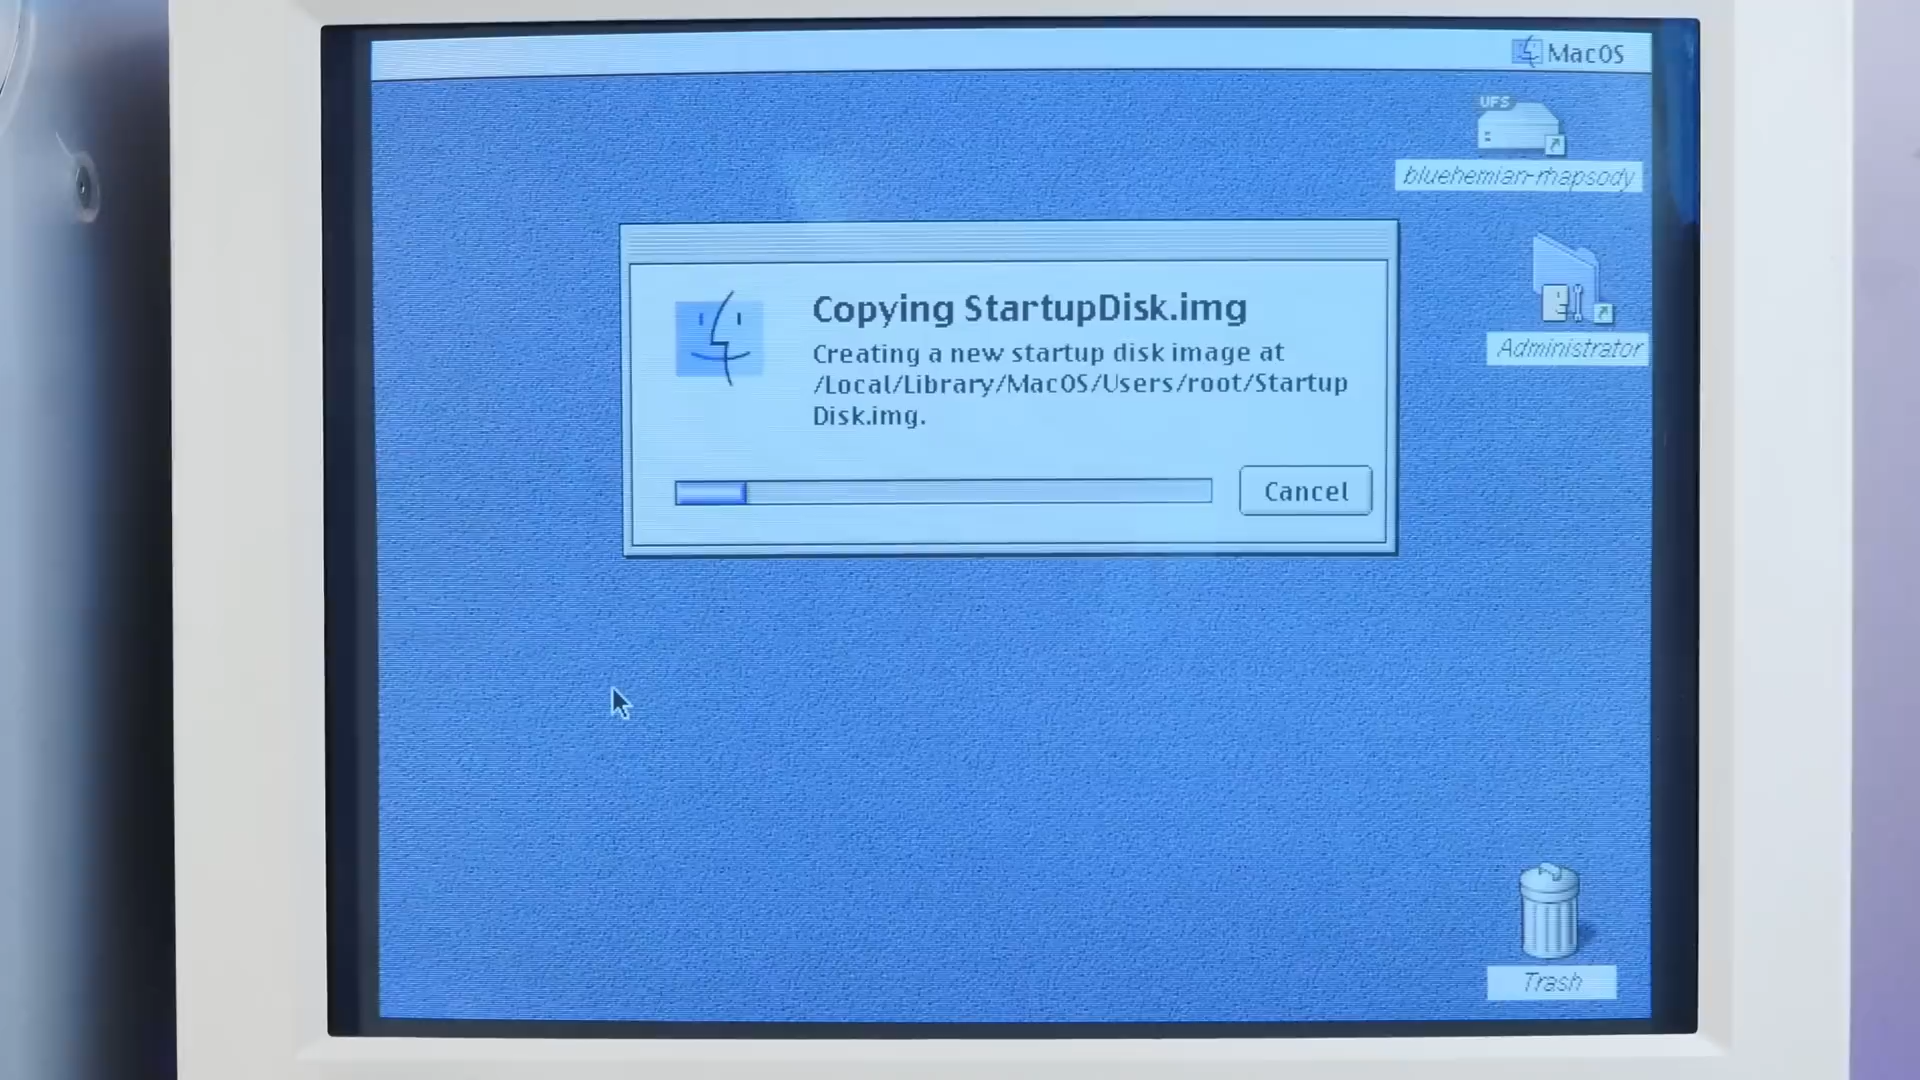 MacOS
UFS
bluehemian-rhapsody
Copying StartupDisk.img
Creating a new startup disk image at
/Local/Library/MacOS/Users/root/Startup
Disk.img.
Administrator
Cancel
Trash